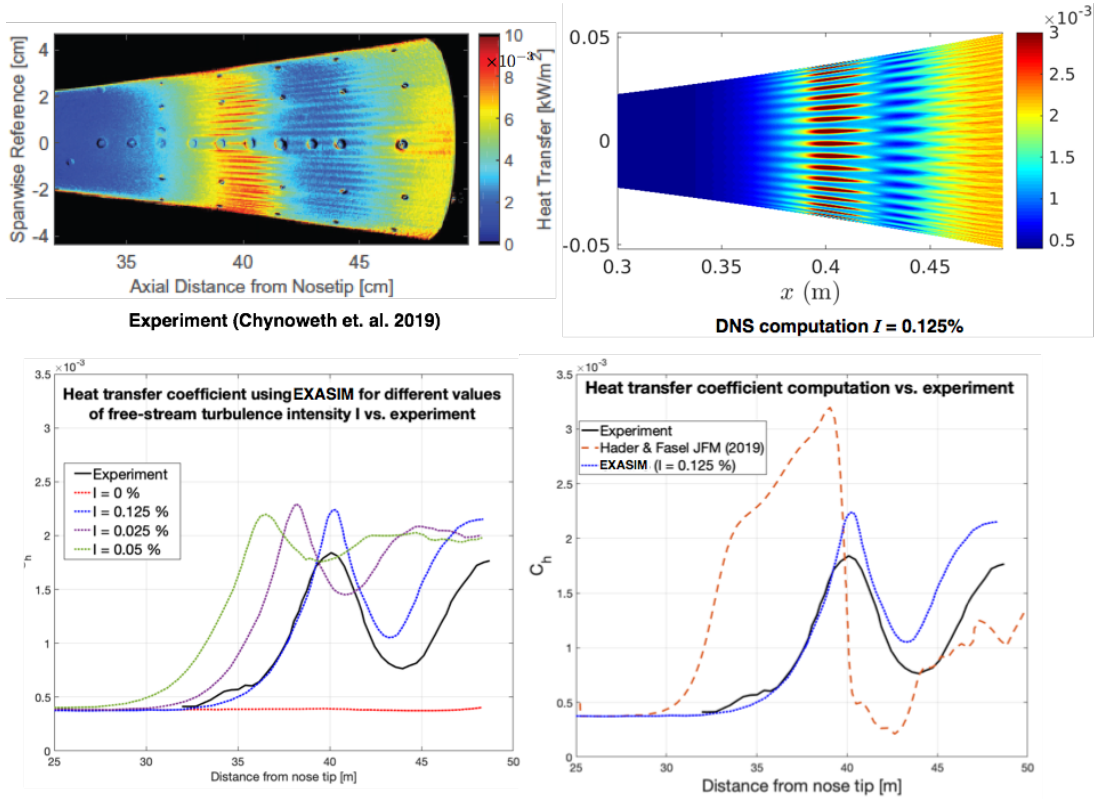 Spanwise Reference [cm]
4
2
0
-2
-4
35
40
45
Axial Distance from Nosetip [cm]
10
×10⁻³
8
6
4
2
0
Heat Transfer [kW/m²]
Experiment (Chynoweth et. al. 2019)
0.05
0
-0.05
0.3
0.35
0.4
0.45
x (m)
×10⁻³
3
2.5
2
1.5
1
0.5
DNS computation I = 0.125%
×10⁻³
3.5
3
2.5
2
1.5
1
0.5
0
Heat transfer coefficient using EXASIM for different values
of free-stream turbulence intensity I vs. experiment
Experiment
I = 0 %
I = 0.125 %
I = 0.025 %
I = 0.05 %
25
30
35
40
45
50
Distance from nose tip [m]
×10⁻³
3.5
3
2.5
2
1.5
1
0.5
0
C_h
Heat transfer coefficient computation vs. experiment
Experiment
Hader & Fasel JFM (2019)
EXASIM (I = 0.125 %)
25
30
35
40
45
50
Distance from nose tip [m]